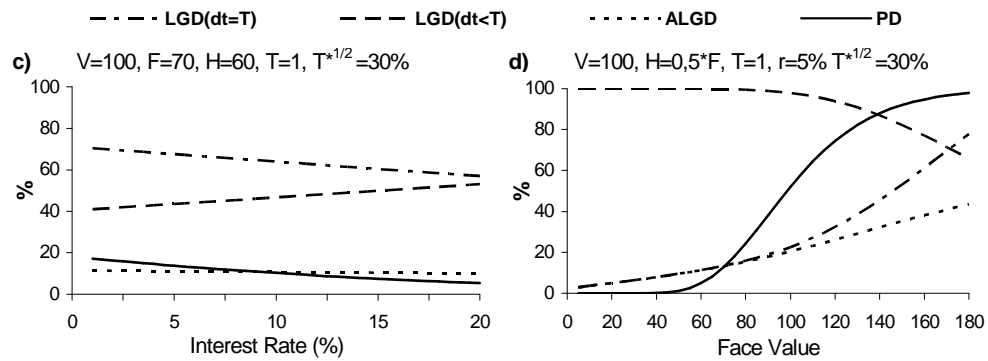 LGD(dt=T) LGD(dt<T) ALGD PD
c) V=100, F=70, H=60, T=1, T*1/2 =30%
100
80
60
40
20
0
%
0 5 10 15 20
Interest Rate (%)
d) V=100, H=0,5*F, T=1, r=5% T*1/2 =30%
100
80
60
40
20
0
%
0 20 40 60 80 100 120 140 160 180
Face Value